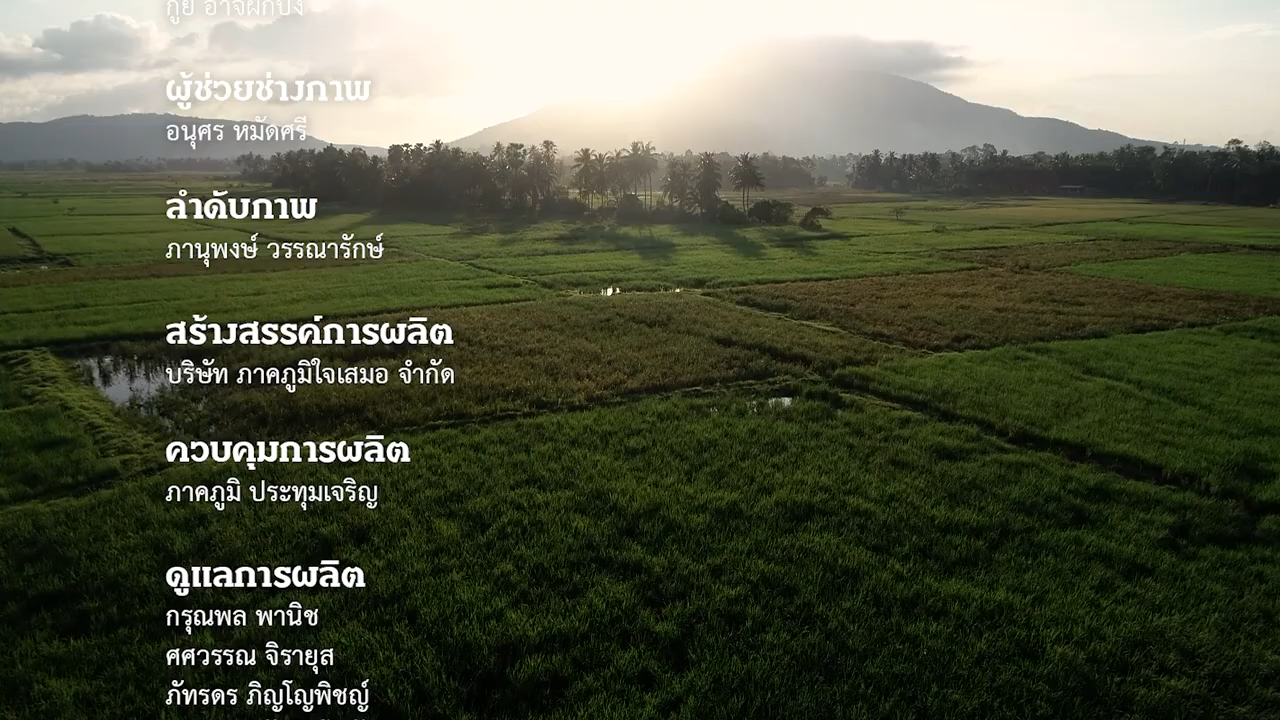 ผู้ช่วยช่างภาพ
อนุศร หมัดศรี
ลำดับภาพ
ภานุพงษ์ วรรณารักษ์
สร้างสรรค์การผลิต
บริษัท ภาคภูมิใจเสมอ จำกัด
ควบคุมการผลิต
ภาคภูมิ ประทุมเจริญ
ดูแลการผลิต
กรุณพล พานิช
ศศวรรณ จิรายุส
ภัทรดร ภิญโญพิชญ์